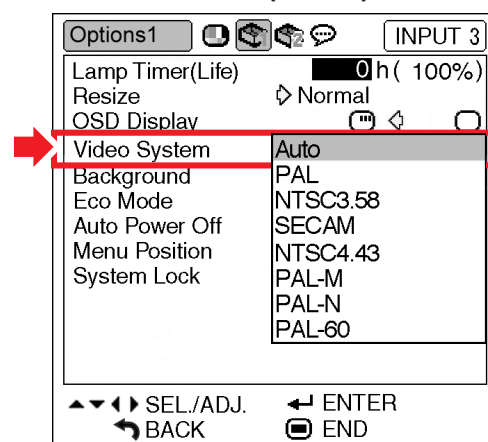 Options1 INPUT 3
Lamp Timer(Life) 0 h ( 100%)
Resize Normal
OSD Display
Video System Auto
Background PAL
Eco Mode NTSC3.58
Auto Power Off SECAM
Menu Position NTSC4.43
System Lock PAL-M
PAL-N
PAL-60
SEL./ADJ. ENTER
BACK END